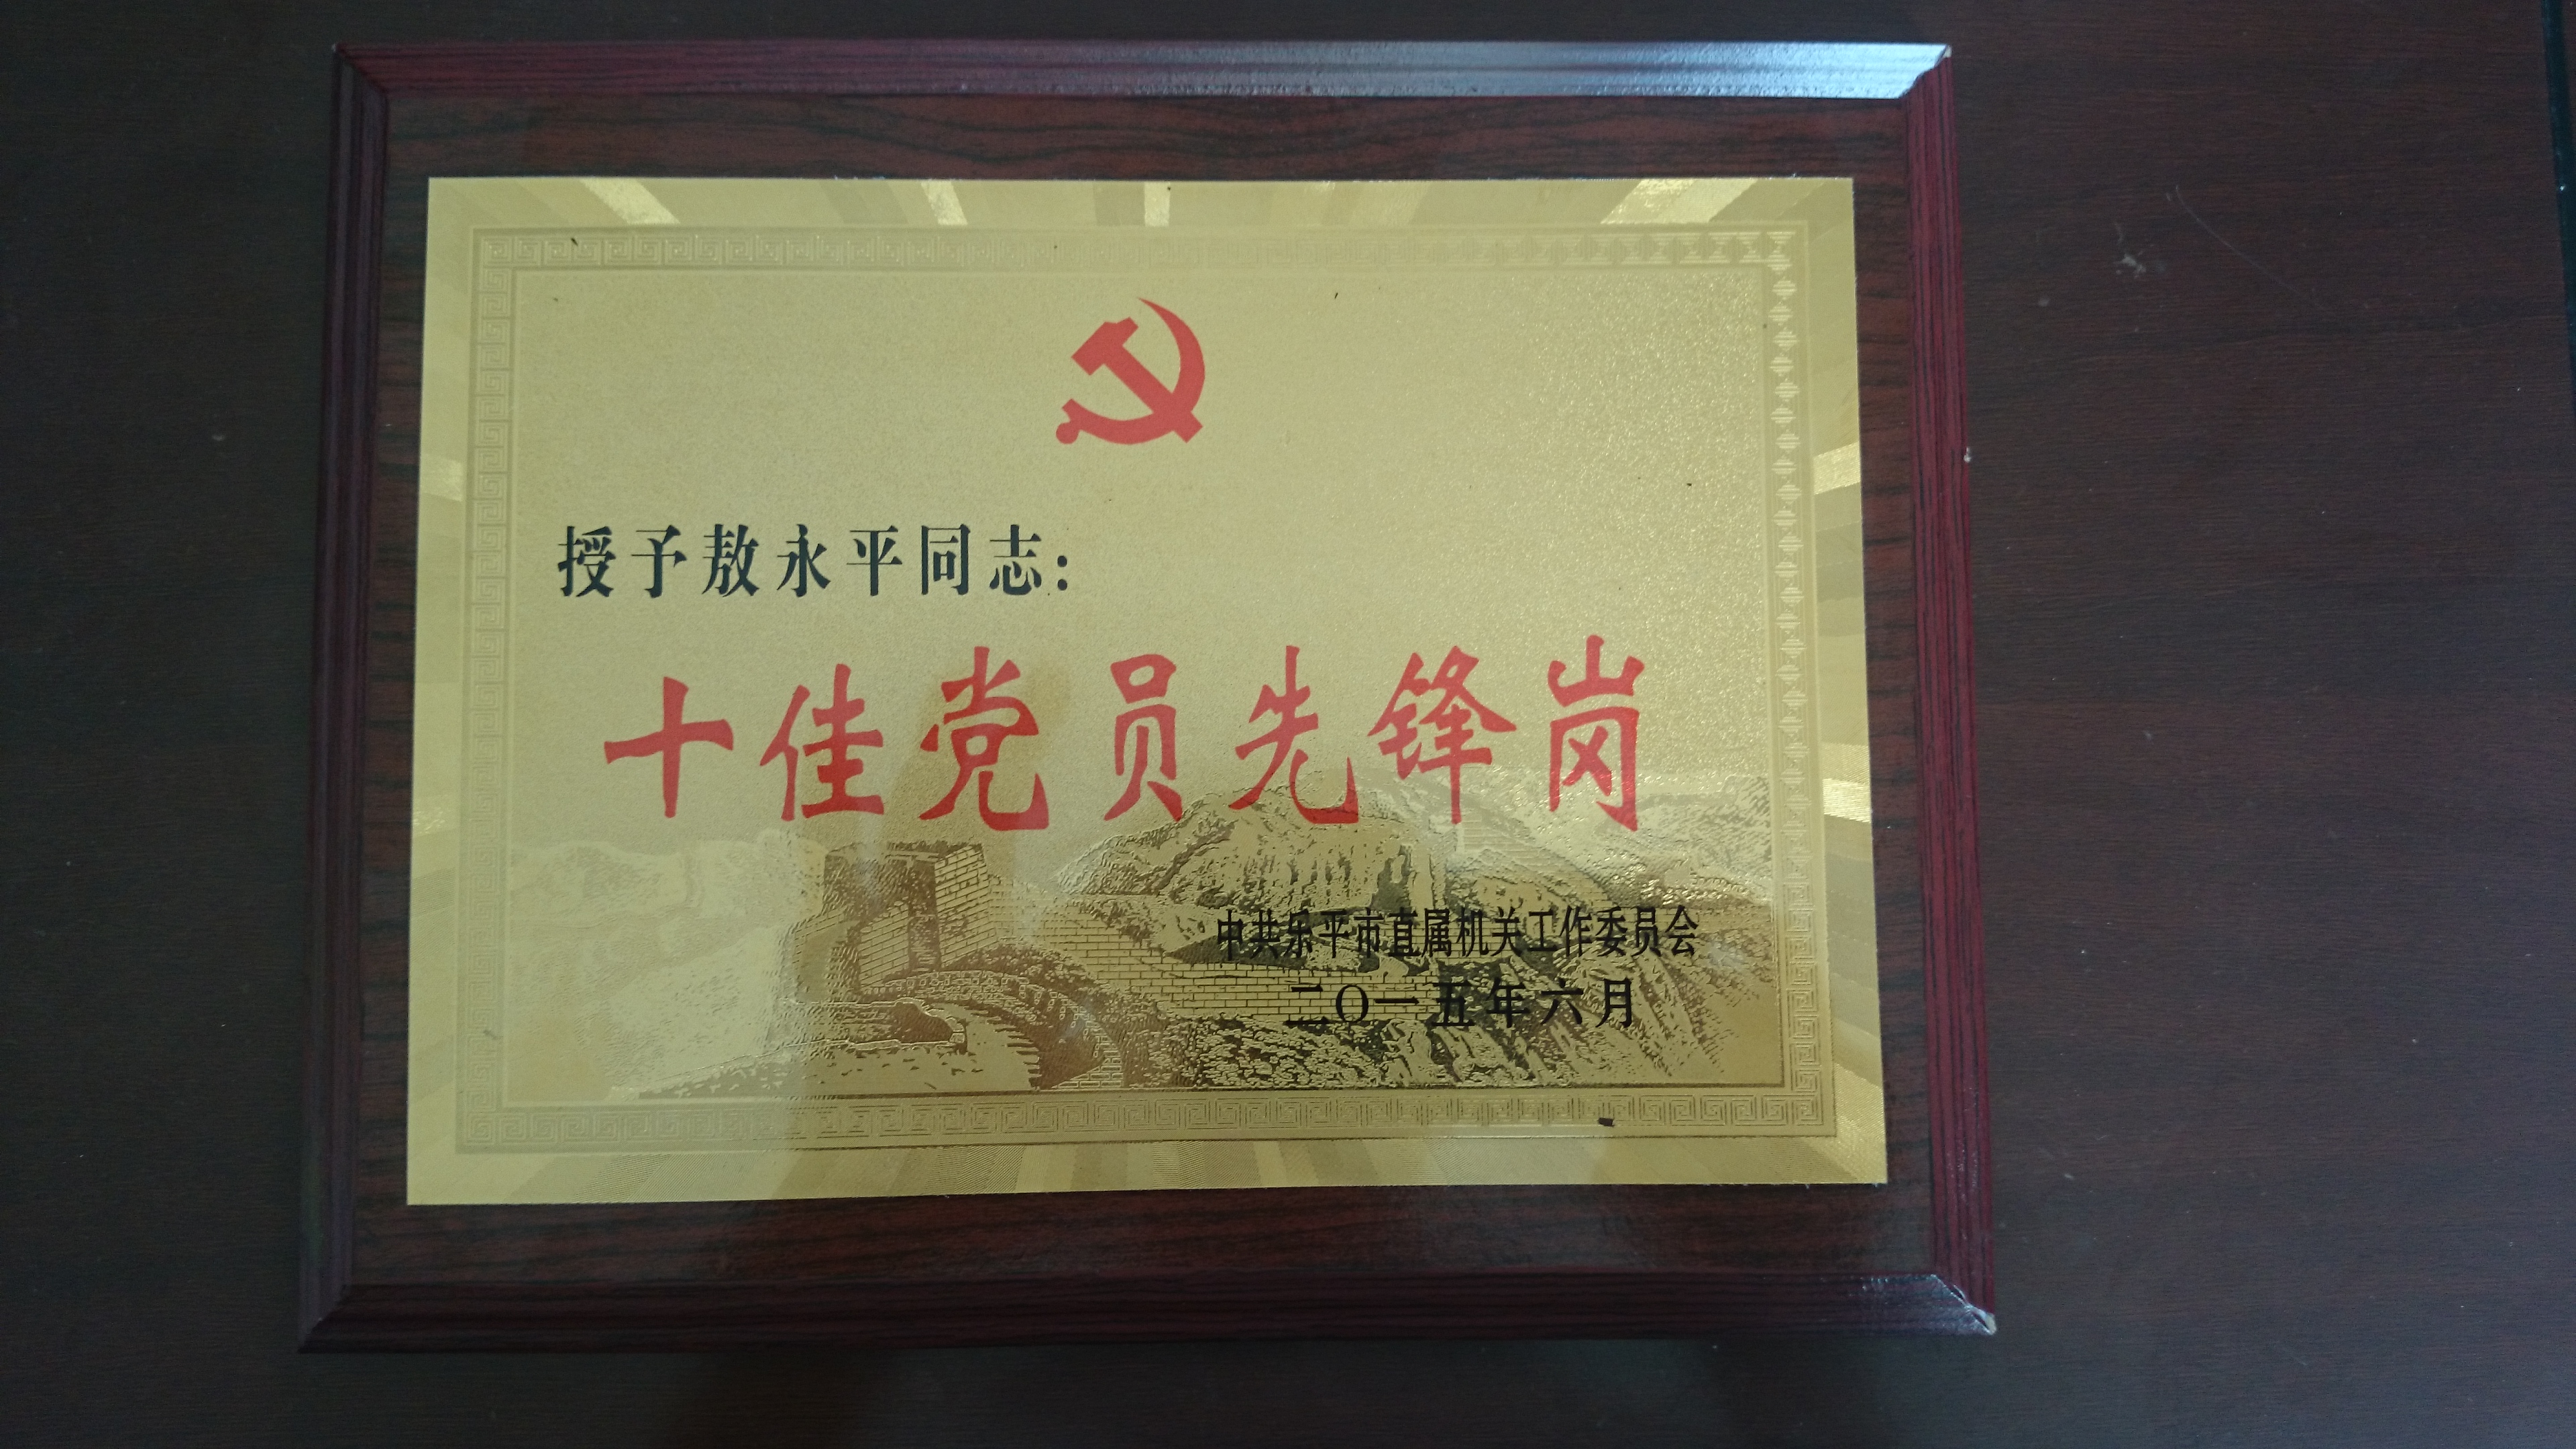 授予敖永平同志：
十佳党员先锋岗
中共乐平市直属机关工作委员会
二〇一五年六月